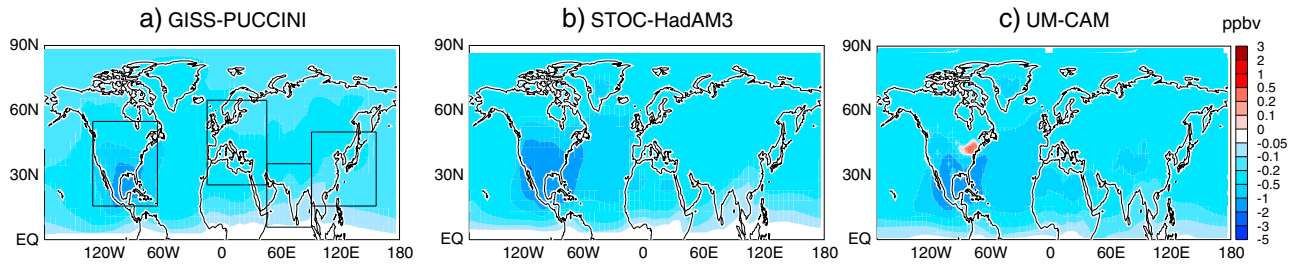 a) GISS-PUCCINI
b) STOC-HadAM3
c) UM-CAM
ppbv
90N
60N
30N
EQ
120W 60W 0 60E 120E 180
90N
60N
30N
EQ
120W 60W 0 60E 120E 180
90N
60N
30N
EQ
120W 60W 0 60E 120E 180
3
2
1
0.5
0.2
0.1
0
-0.05
-0.1
-0.2
-0.5
-1
-2
-3
-5